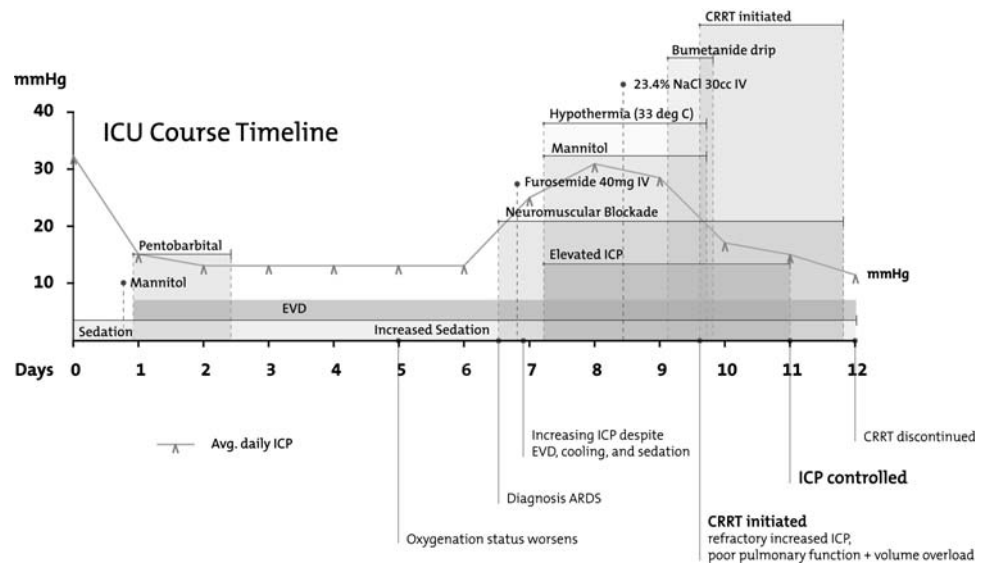 CRRT initiated
Bumetanide drip
mmHg
23.4% NaCl 30cc IV
40
ICU Course Timeline
Hypothermia (33 deg C)
Mannitol
30
Furosemide 40mg IV
Neuromuscular Blockade
20
Pentobarbital
Elevated ICP
mmHg
Mannitol
10
EVD
Sedation
Increased Sedation
Days 0 1 2 3 4 5 6 7 8 9 10 11 12
Avg. daily ICP
Increasing ICP despite
EVD, cooling, and sedation
CRRT discontinued
ICP controlled
Diagnosis ARDS
CRRT initiated
refractory increased ICP,
poor pulmonary function + volume overload
Oxygenation status worsens